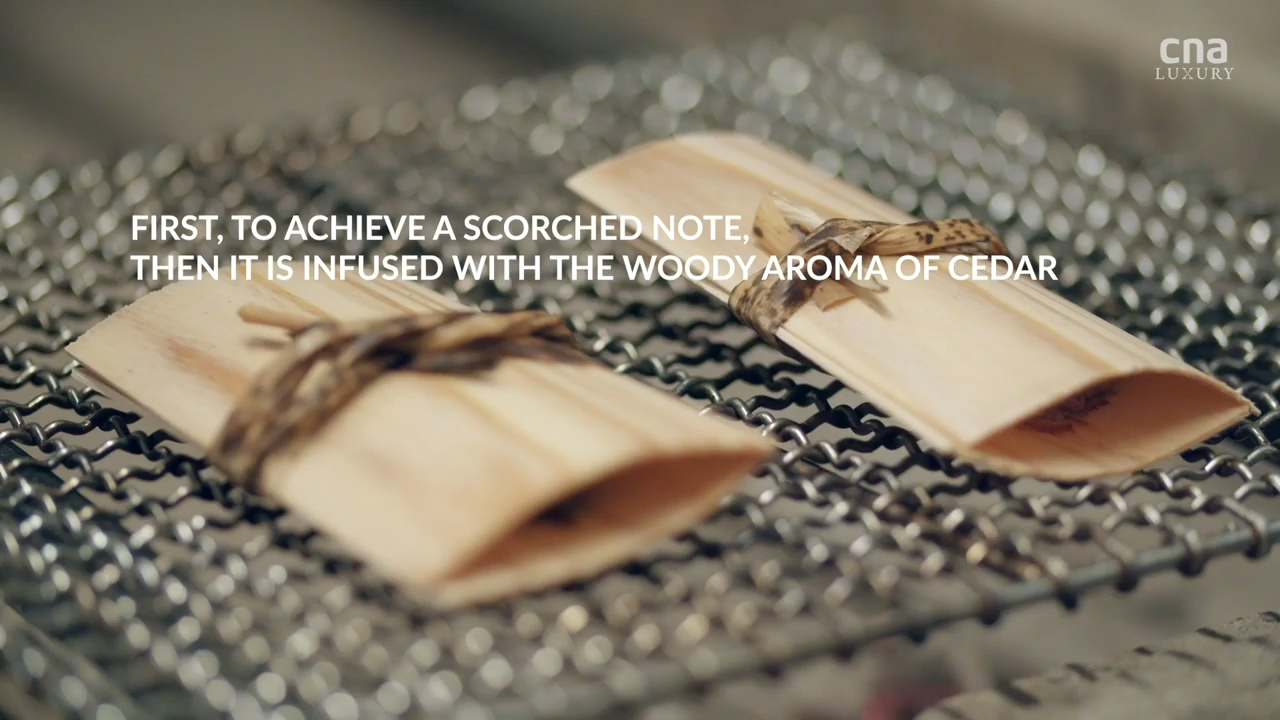 cna
LUXURY
FIRST, TO ACHIEVE A SCORCHED NOTE,
THEN IT IS INFUSED WITH THE WOODY AROMA OF CEDAR